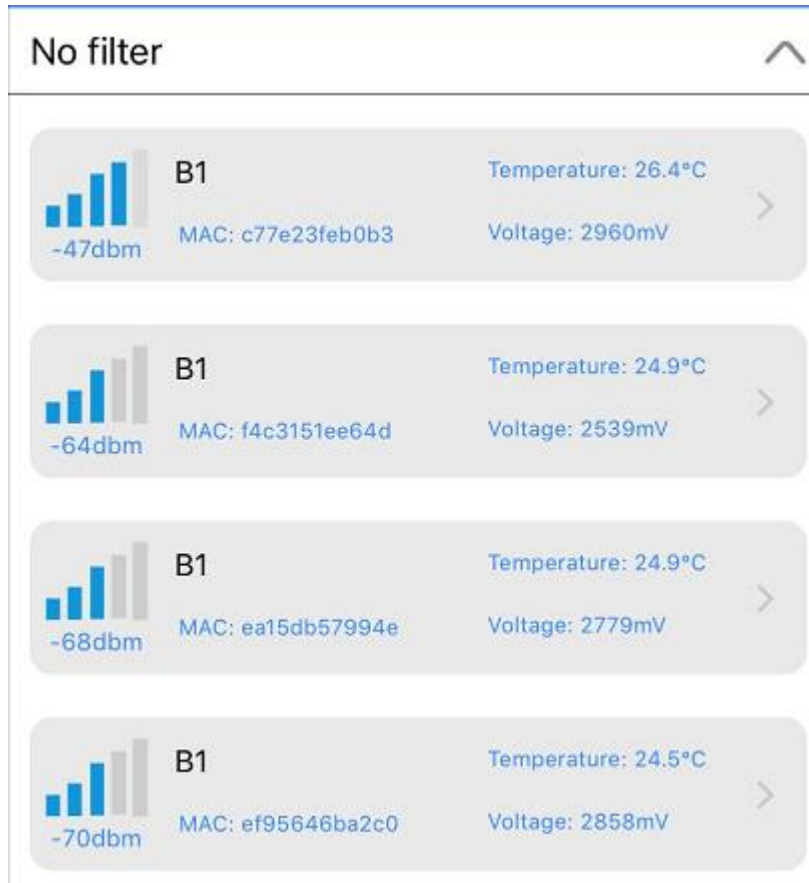 No filter
B1
Temperature: 26.4°C
-47dbm
MAC: c77e23feb0b3
Voltage: 2960mV
B1
Temperature: 24.9°C
-64dbm
MAC: f4c3151ee64d
Voltage: 2539mV
B1
Temperature: 24.9°C
-68dbm
MAC: ea15db57994e
Voltage: 2779mV
B1
Temperature: 24.5°C
-70dbm
MAC: ef95646ba2c0
Voltage: 2858mV